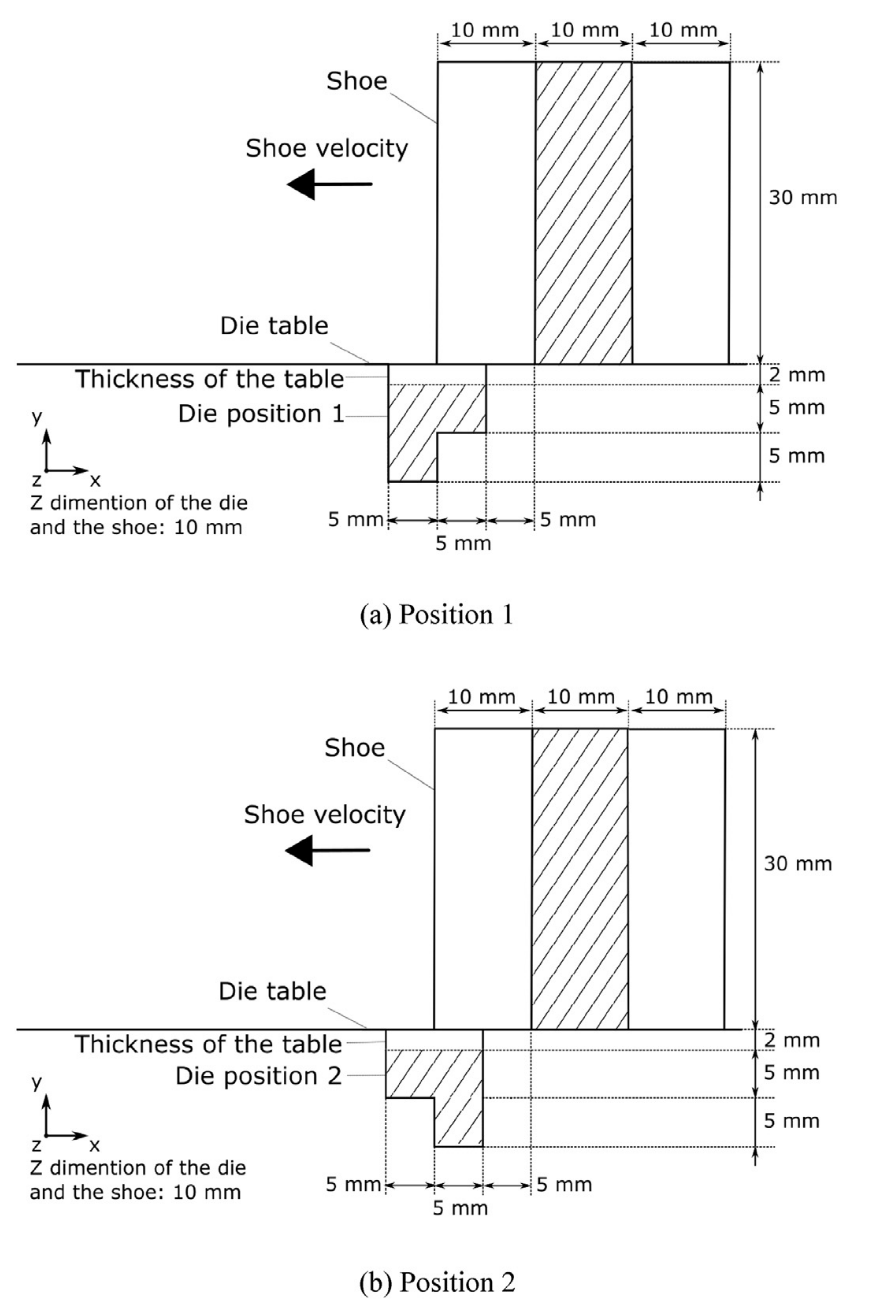 10 mm 10 mm 10 mm
Shoe
Shoe velocity
30 mm
Die table
Thickness of the table
2 mm
Die position 1
5 mm
y
5 mm
z x
Z dimention of the die
and the shoe: 10 mm
5 mm 5 mm
5 mm
(a) Position 1
10 mm 10 mm 10 mm
Shoe
Shoe velocity
30 mm
Die table
Thickness of the table
2 mm
Die position 2
5 mm
y
5 mm
z x
Z dimention of the die
and the shoe: 10 mm
5 mm 5 mm
5 mm
(b) Position 2